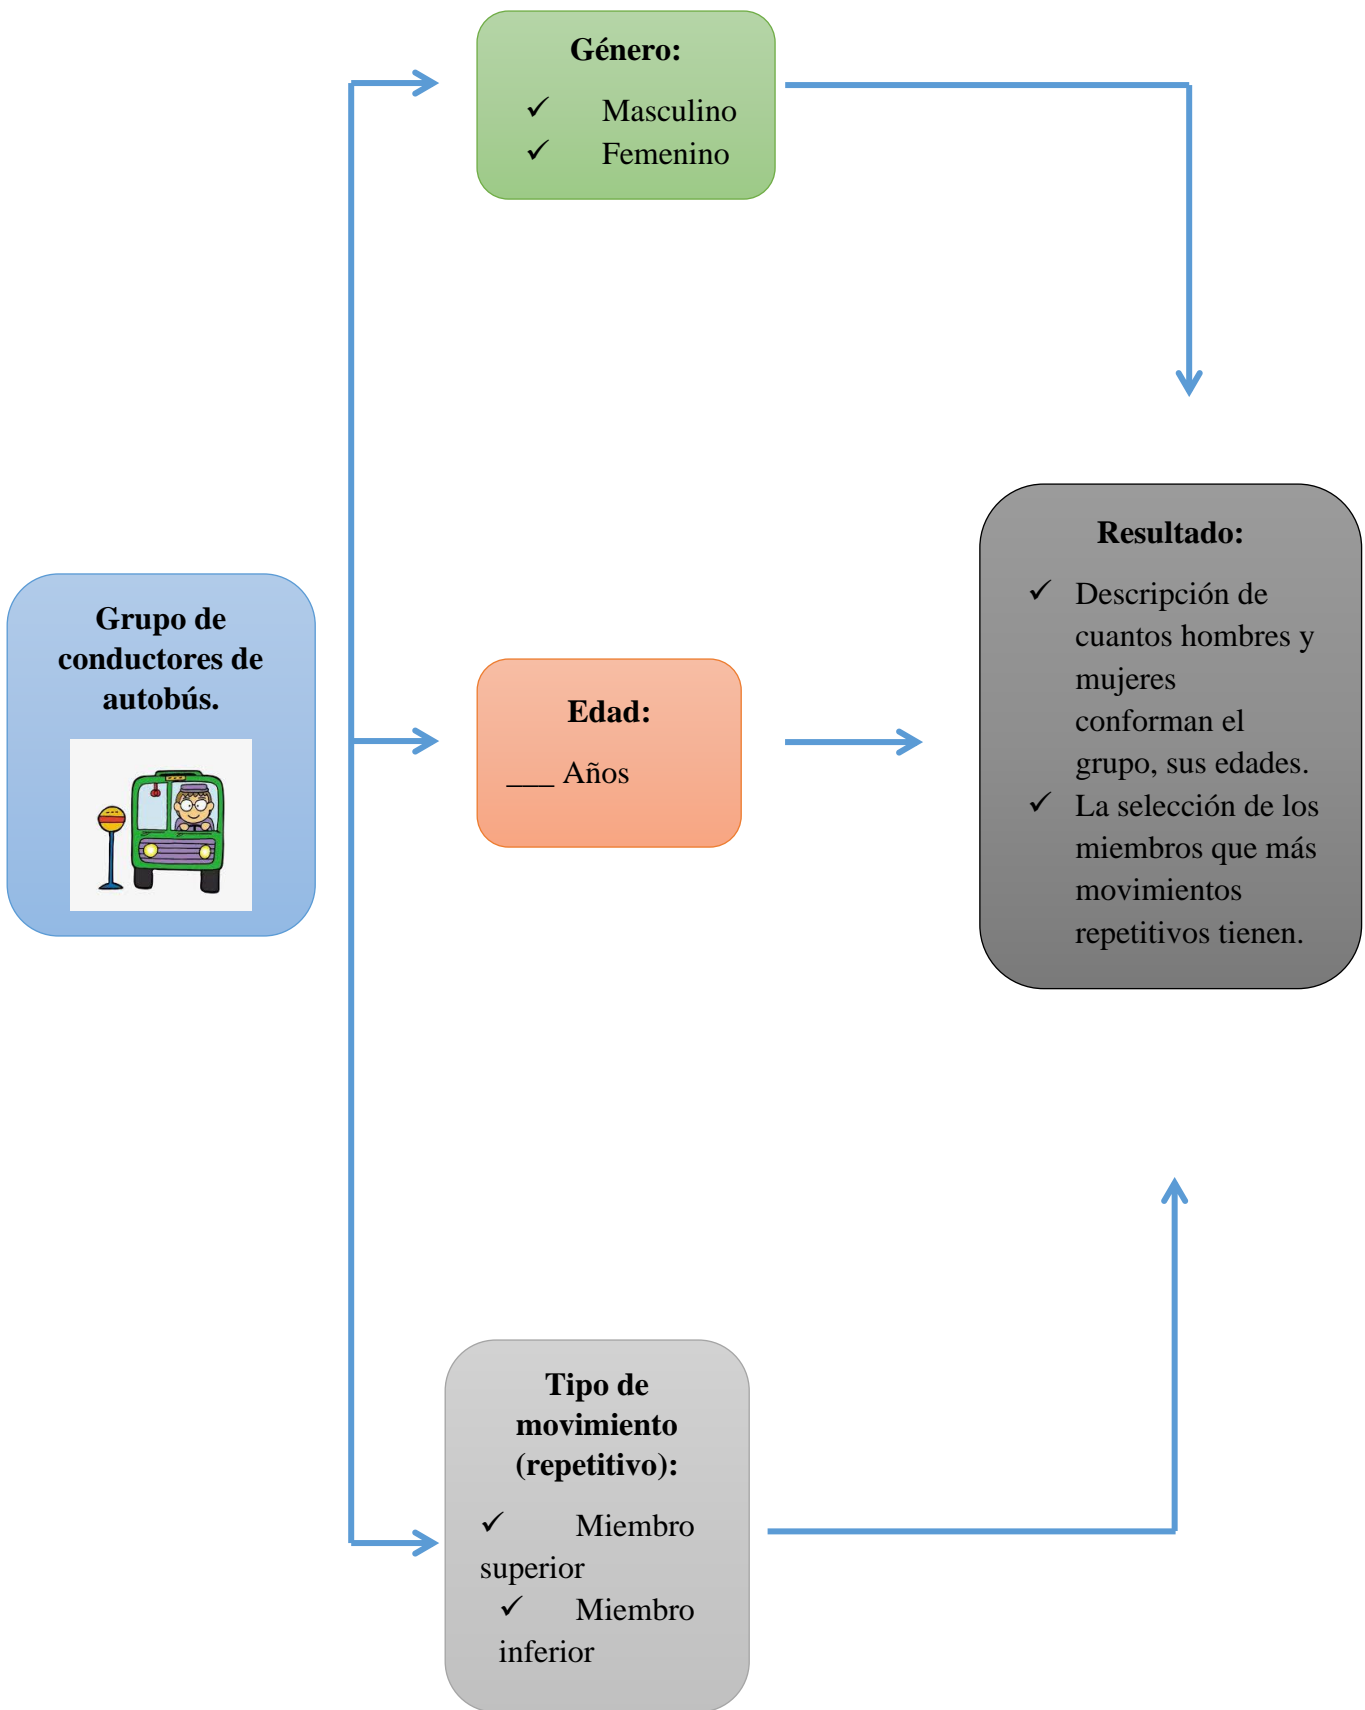 Género:
✓ Masculino
✓ Femenino
Grupo de
conductores de
autobús.
Edad:
___ Años
Tipo de
movimiento
(repetitivo):
✓ Miembro
superior
✓ Miembro
inferior
Resultado:
✓ Descripción de
cuantos hombres y
mujeres
conforman el
grupo, sus edades.
✓ La selección de los
miembros que más
movimientos
repetitivos tienen.